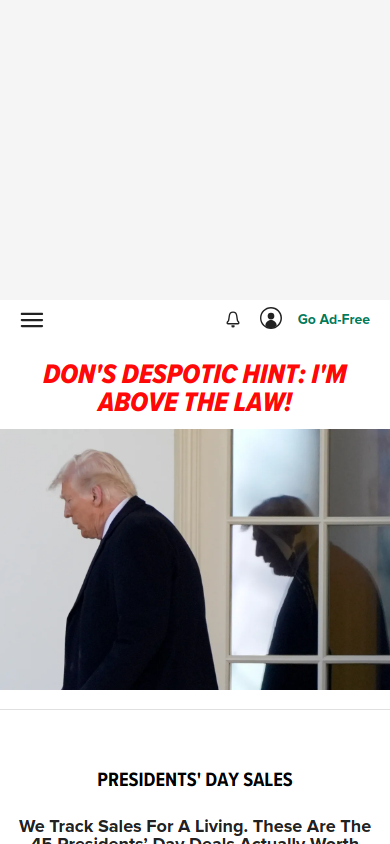 Go Ad-Free
DON'S DESPOTIC HINT: I'M
ABOVE THE LAW!
PRESIDENTS' DAY SALES
We Track Sales For A Living. These Are The
45 Presidents’ Day Deals Actually Worth